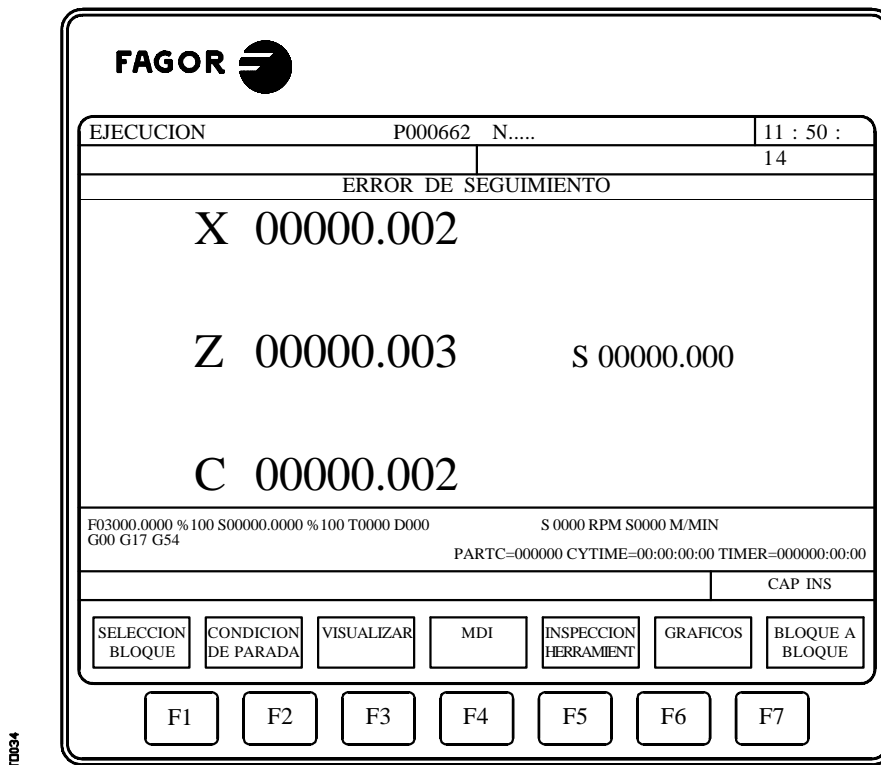 FAGOR
EJECUCION P000662 N..... 11 : 50 :
14
ERROR DE SEGUIMIENTO
X 00000.002
Z 00000.003 S 00000.000
C 00000.002
F03000.0000 %100 S00000.0000 %100 T0000 D000 S 0000 RPM S0000 M/MIN
G00 G17 G54
PARTC=000000 CYTIME=00:00:00:00 TIMER=000000:00:00
CAP INS
SELECCION BLOQUE
CONDICION DE PARADA
VISUALIZAR
MDI
INSPECCION HERRAMIENT
GRAFICOS
BLOQUE A BLOQUE
F1 F2 F3 F4 F5 F6 F7